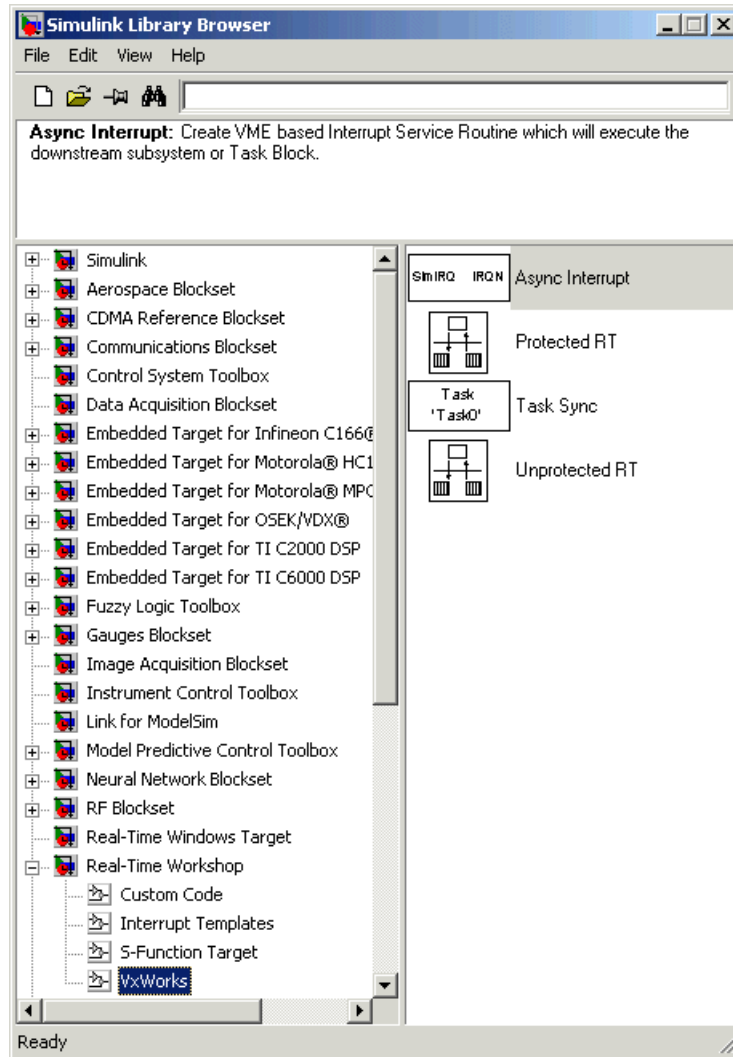 Simulink Library Browser
File Edit View Help
Async Interrupt: Create VME based Interrupt Service Routine which will execute the
downstream subsystem or Task Block.
Simulink
Aerospace Blockset
CDMA Reference Blockset
Communications Blockset
Control System Toolbox
Data Acquisition Blockset
Embedded Target for Infineon C166®
Embedded Target for Motorola® HC1
Embedded Target for Motorola® MPC
Embedded Target for OSEK/VDX®
Embedded Target for TI C2000 DSP
Embedded Target for TI C6000 DSP
Fuzzy Logic Toolbox
Gauges Blockset
Image Acquisition Blockset
Instrument Control Toolbox
Link for ModelSim
Model Predictive Control Toolbox
Neural Network Blockset
RF Blockset
Real-Time Windows Target
Real-Time Workshop
Custom Code
Interrupt Templates
S-Function Target
VxWorks
SimIRQ IRQN Async Interrupt
Protected RT
Task
'Task0'
Task Sync
Unprotected RT
Ready